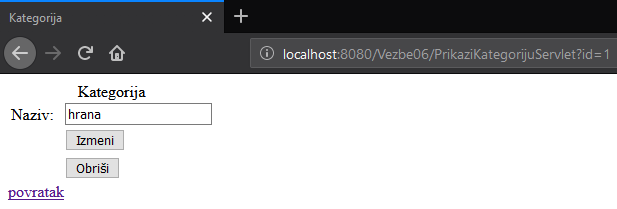 Kategorija
localhost:8080/Vezbe06/PrikaziKategorijuServlet?id=1
Kategorija
Naziv: hrana
Izmeni
Obriši
povratak